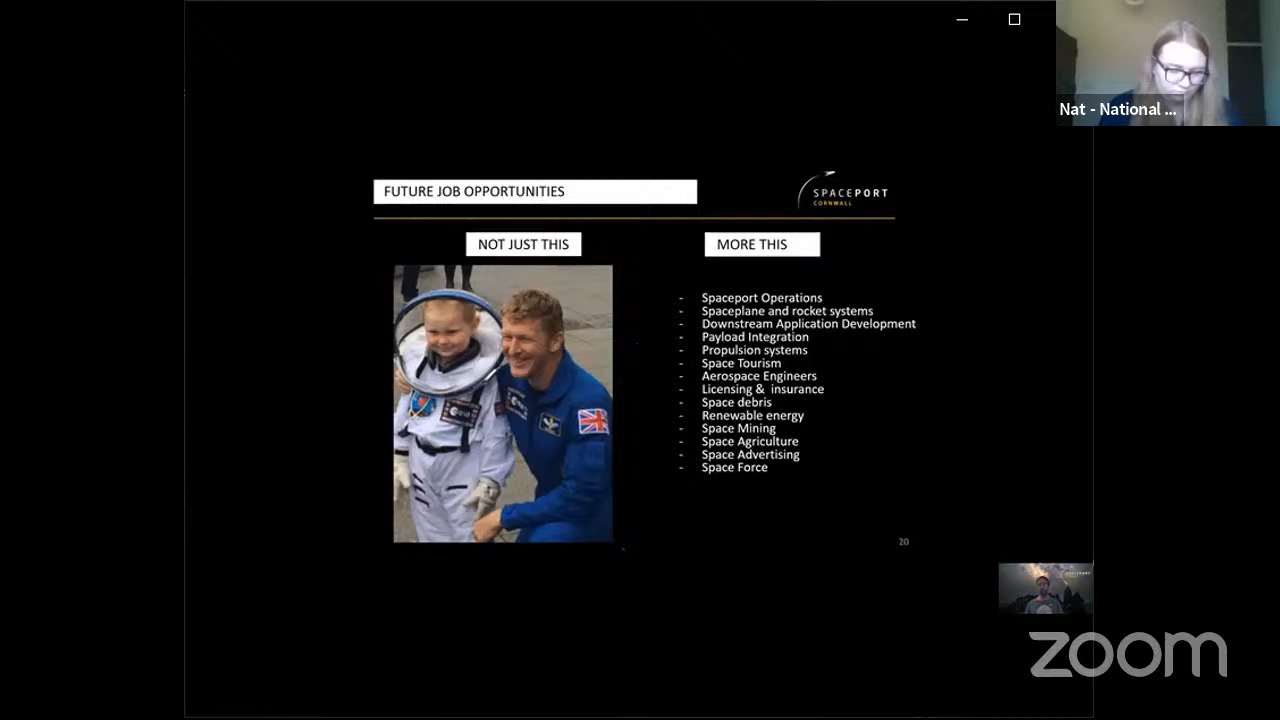 Nat - National ...
FUTURE JOB OPPORTUNITIES
SPACEPORT
CORNWALL
NOT JUST THIS
MORE THIS
- Spaceport Operations
- Spaceplane and rocket systems
- Downstream Application Development
- Payload Integration
- Propulsion systems
- Space Tourism
- Aerospace Engineers
- Licensing & insurance
- Space debris
- Renewable energy
- Space Mining
- Space Agriculture
- Space Advertising
- Space Force
20
zoom